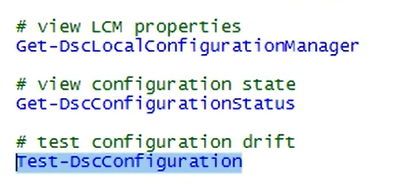 # view LCM properties
Get-DscLocalConfigurationManager
# view configuration state
Get-DscConfigurationStatus
# test configuration drift
Test-DscConfiguration